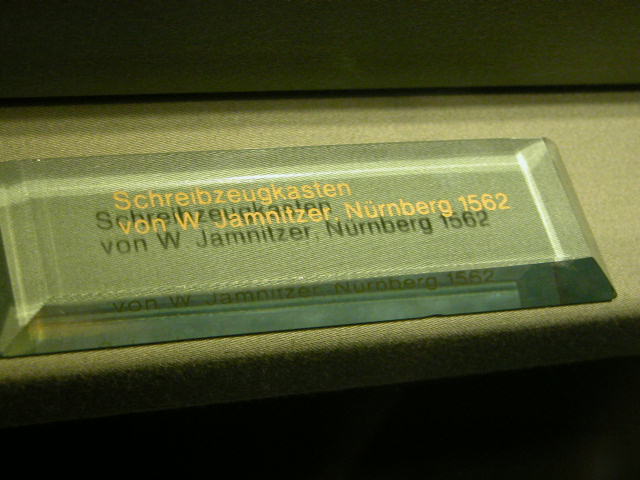 Schreibzeugkasten
von W. Jamnitzer, Nürnberg 1562